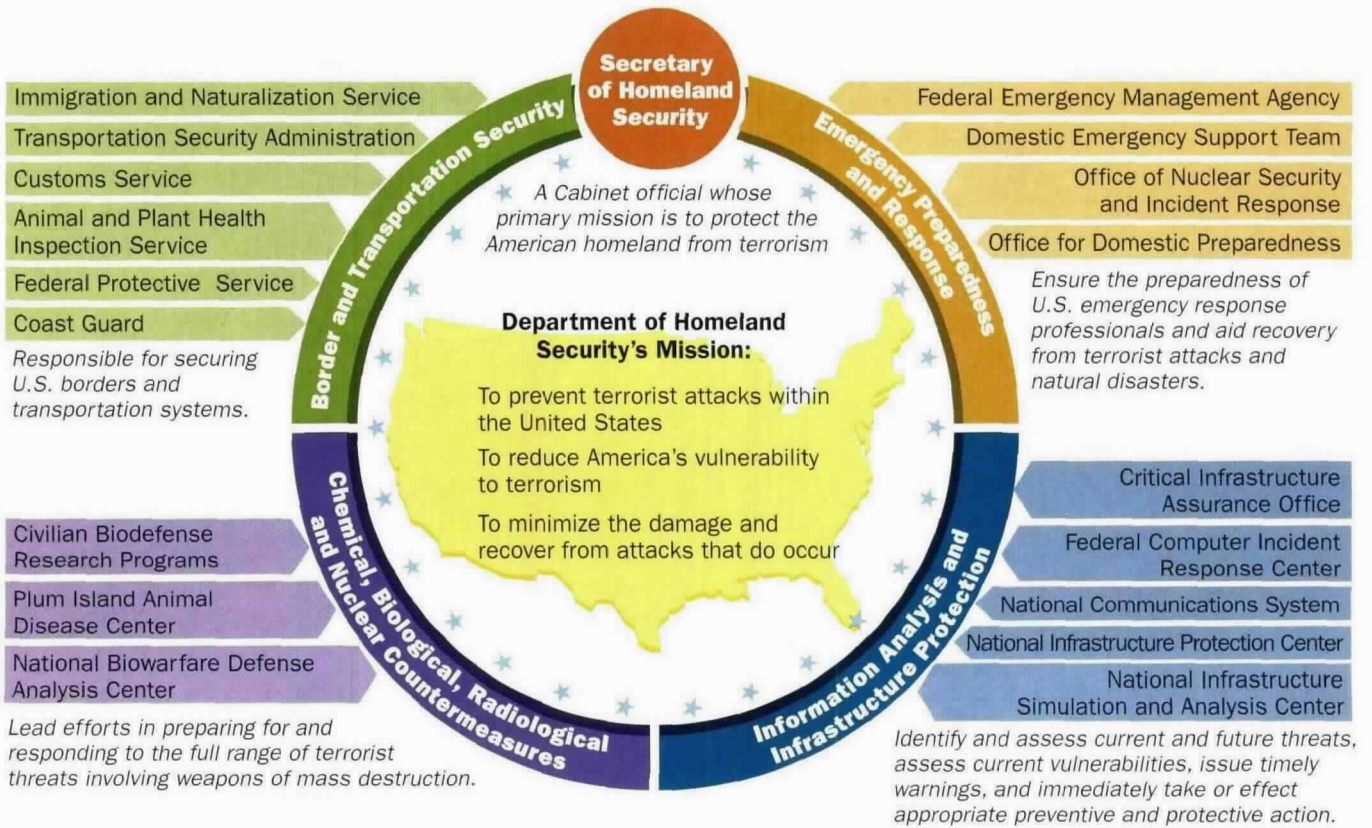 Secretary
of Homeland
Security
A Cabinet official whose
primary mission is to protect the
American homeland from terrorism
Border and Transportation Security
Immigration and Naturalization Service
Transportation Security Administration
Customs Service
Animal and Plant Health
Inspection Service
Federal Protective Service
Coast Guard
Responsible for securing
U.S. borders and
transportation systems.
Emergency Preparedness
and Response
Federal Emergency Management Agency
Domestic Emergency Support Team
Office of Nuclear Security
and Incident Response
Office for Domestic Preparedness
Ensure the preparedness of
U.S. emergency response
professionals and aid recovery
from terrorist attacks and
natural disasters.
Department of Homeland
Security's Mission:
To prevent terrorist attacks within
the United States
To reduce America's vulnerability
to terrorism
To minimize the damage and
recover from attacks that do occur
Chemical, Biological, Radiological
and Nuclear Countermeasures
Civilian Biodefense
Research Programs
Plum Island Animal
Disease Center
National Biowarfare Defense
Analysis Center
Lead efforts in preparing for and
responding to the full range of terrorist
threats involving weapons of mass destruction.
Information Analysis and
Infrastructure Protection
Critical Infrastructure
Assurance Office
Federal Computer Incident
Response Center
National Communications System
National Infrastructure Protection Center
National Infrastructure
Simulation and Analysis Center
Identify and assess current and future threats,
assess current vulnerabilities, issue timely
warnings, and immediately take or effect
appropriate preventive and protective action.